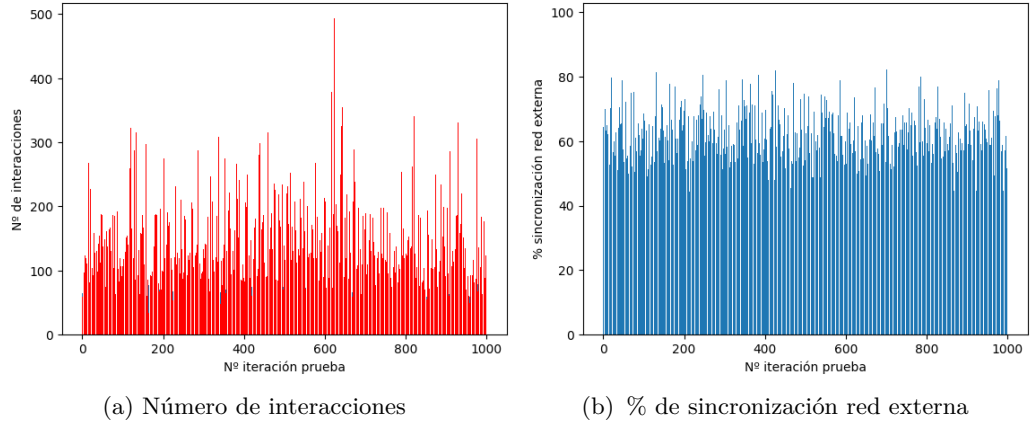 500
400
300
200
100
0
Nº de interacciones
0 200 400 600 800 1000
Nº iteración prueba
(a) Número de interacciones
100
80
60
40
20
0
% sincronización red externa
0 200 400 600 800 1000
Nº iteración prueba
(b) % de sincronización red externa